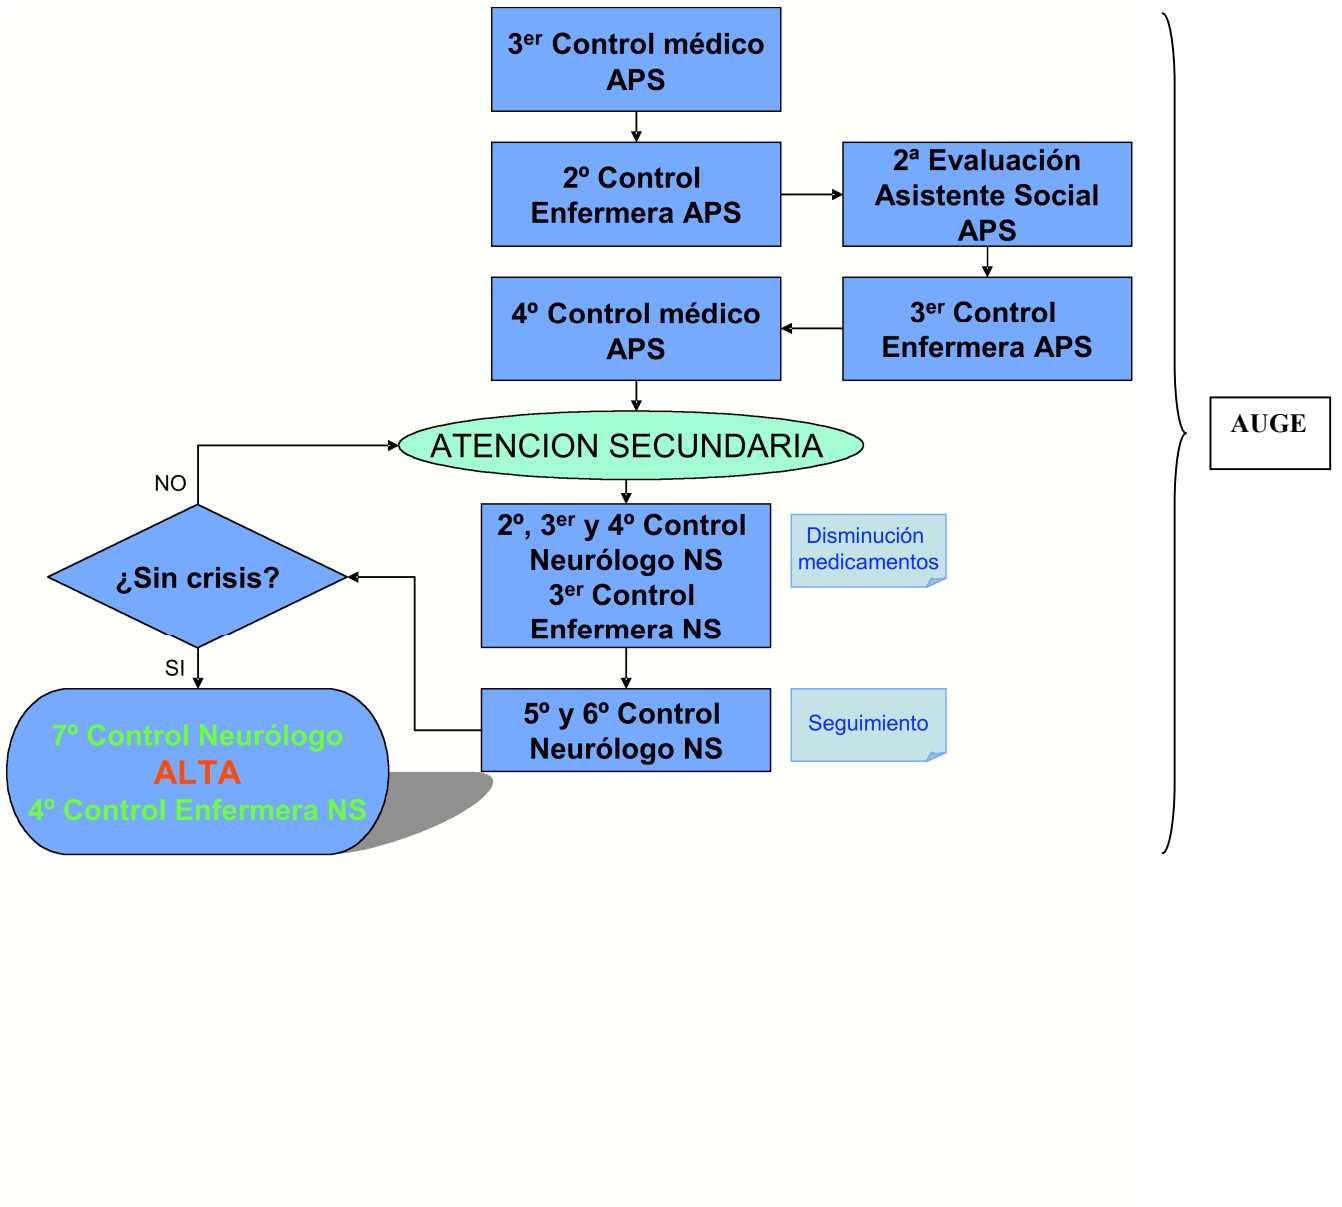 3er Control médico
APS
2º Control
Enfermera APS
2ª Evaluación
Asistente Social
APS
4º Control médico
APS
3er Control
Enfermera APS
AUGE
ATENCION SECUNDARIA
NO
2º, 3er y 4º Control
Neurólogo NS
3er Control
Enfermera NS
Disminución
medicamentos
¿Sin crisis?
SI
5º y 6º Control
Neurólogo NS
Seguimiento
7º Control Neurólogo
ALTA
4º Control Enfermera NS